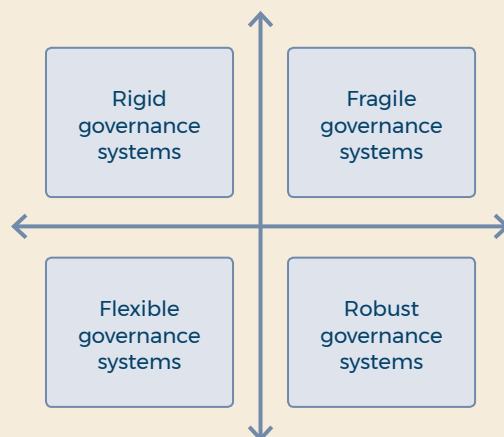 Rigid
governance
systems
Fragile
governance
systems
Flexible
governance
systems
Robust
governance
systems